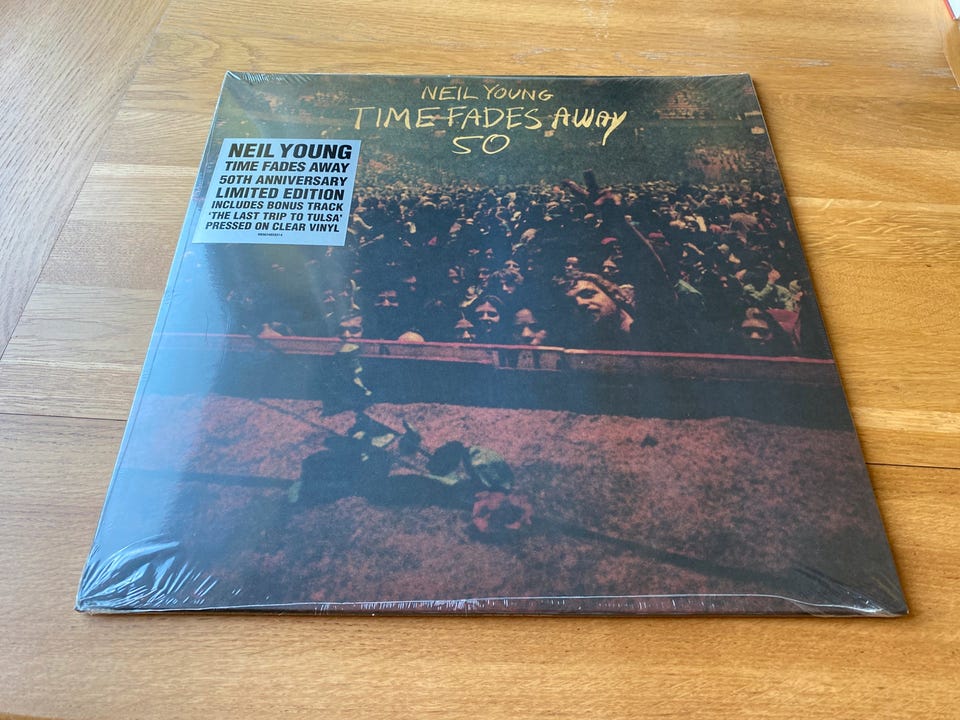 NEIL YOUNG
TIME FADES AWAY
50
NEIL YOUNG
TIME FADES AWAY
50TH ANNIVERSARY
LIMITED EDITION
INCLUDES BONUS TRACK
'THE LAST TRIP TO TULSA'
PRESSED ON CLEAR VINYL